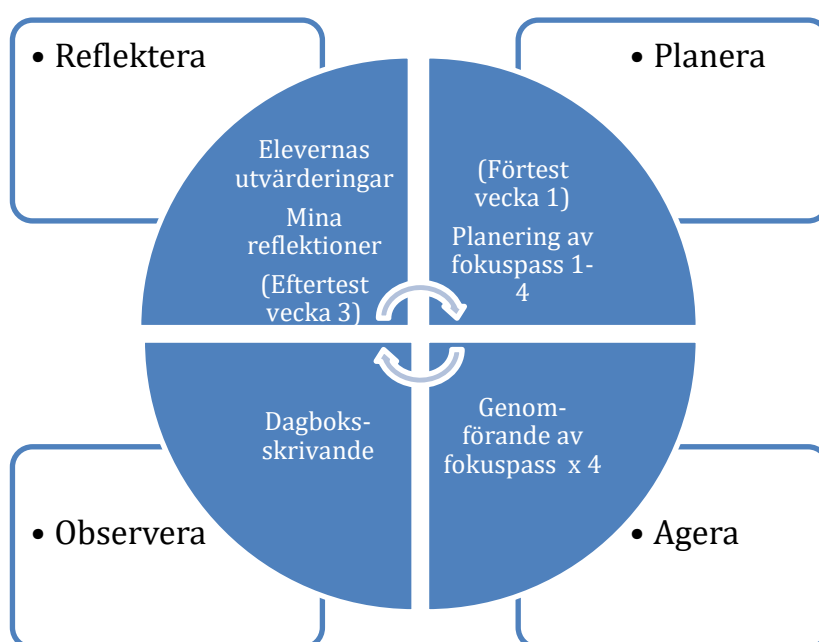 • Reflektera
• Planera
Elevernas
utvärderingar
Mina
reflektioner
(Eftertest
vecka 3)
(Förtest
vecka 1)
Planering av
fokuspass 1-
4
Dagboks-
skrivande
Genom-
förande av
fokuspass x 4
• Observera
• Agera